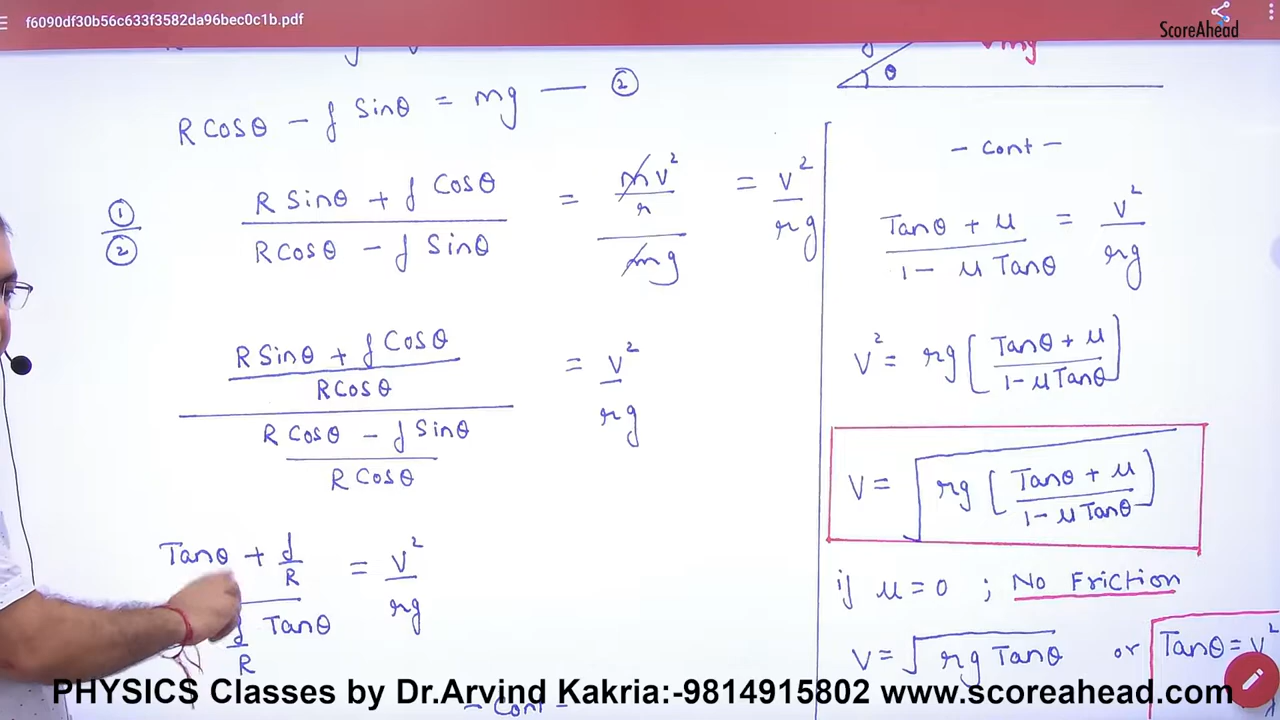 f6090df30b56c633f3582da96bec0c1b.pdf
ScoreAhead
R Cosθ - f Sinθ = mg — ②
①/② (R Sinθ + f Cosθ)/(R Cosθ - f Sinθ) = (mv²/r)/(mg) = v²/rg
((R Sinθ + f Cosθ)/(R Cosθ))/((R Cosθ - f Sinθ)/(R Cosθ)) = v²/rg
(Tanθ + f/R)/(f/R Tanθ) = v²/rg
- Cont -
mg
θ
- Cont -
(Tanθ + μ)/(1 - μ Tanθ) = v²/rg
v² = rg [(Tanθ + μ)/(1 - μ Tanθ)]
V = √rg [(Tanθ + μ)/(1 - μ Tanθ)]
if μ = 0 ; No Friction
V = √rg Tanθ or Tanθ = v²
PHYSICS Classes by Dr.Arvind Kakria:-9814915802 www.scoreahead.com